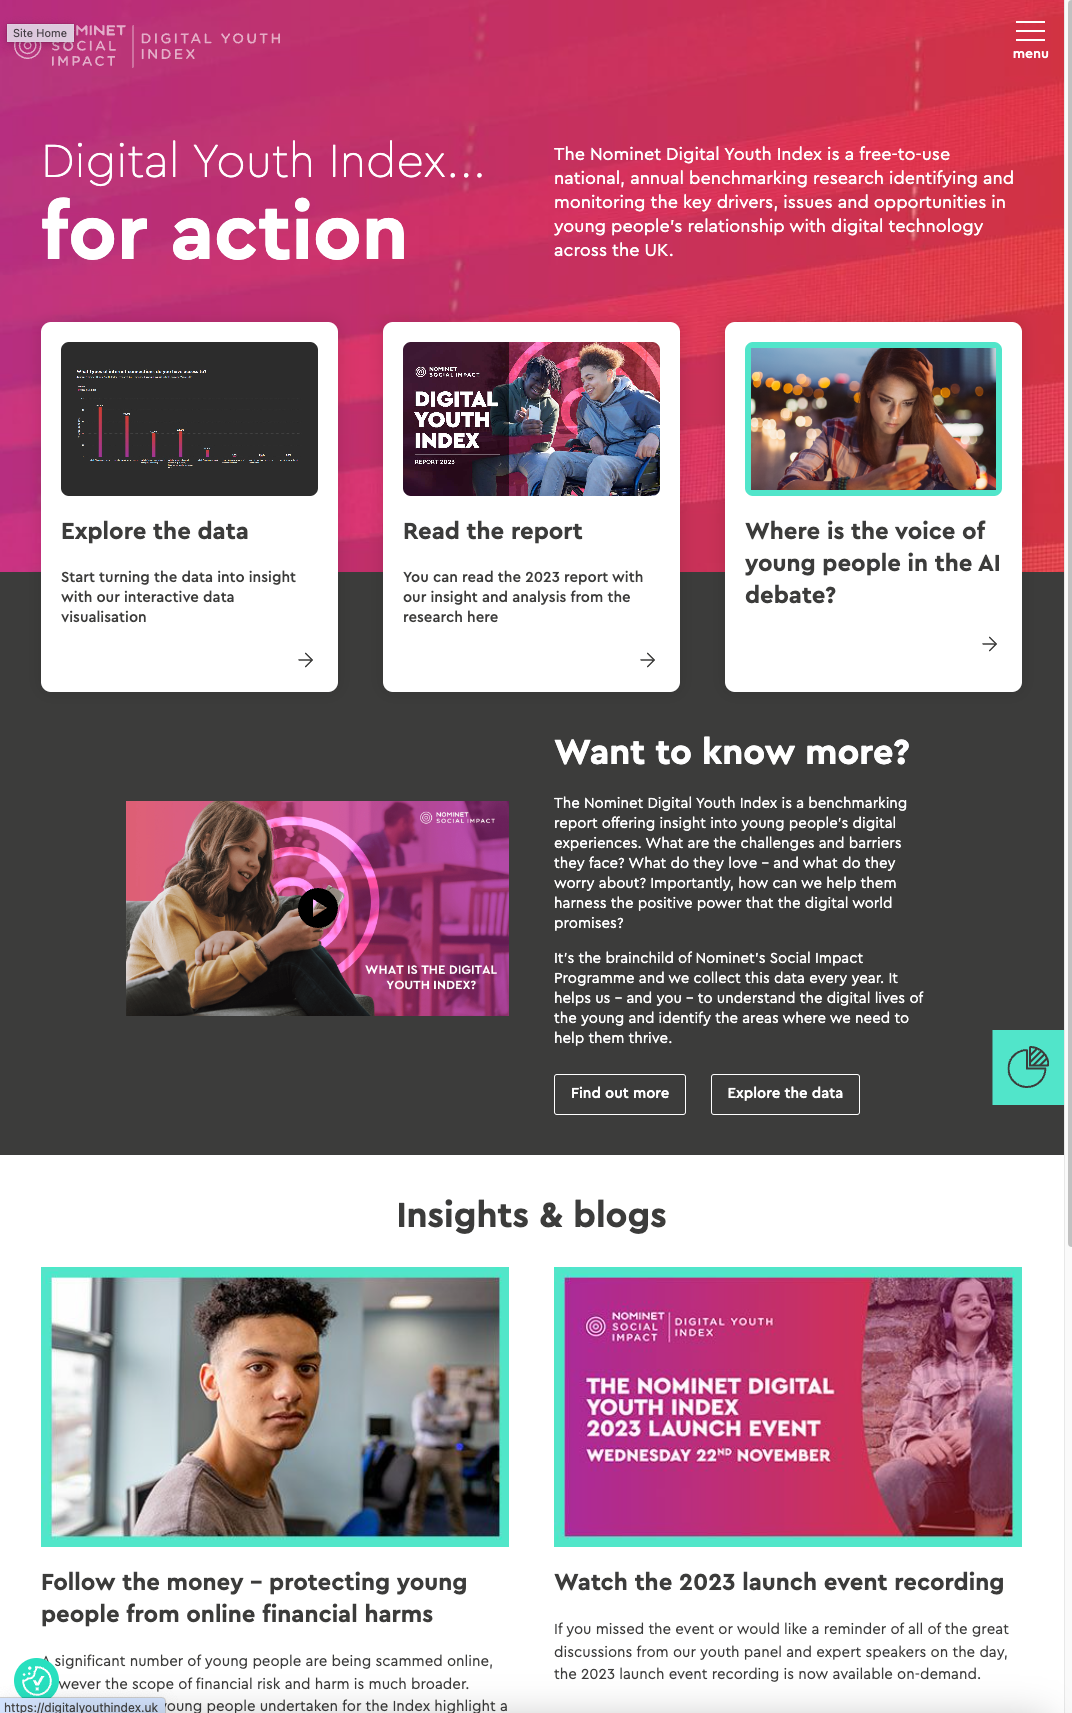 Site Home
MINET
SOCIAL
IMPACT
DIGITAL YOUTH
INDEX
menu
Digital Youth Index...
for action
The Nominet Digital Youth Index is a free-to-use
national, annual benchmarking research identifying and
monitoring the key drivers, issues and opportunities in
young people's relationship with digital technology
across the UK.
What types of internet connection do you have access to?
NOMINET
SOCIAL IMPACT
DIGITAL
YOUTH
INDEX
REPORT 2023
Explore the data
Start turning the data into insight
with our interactive data
visualisation
Read the report
You can read the 2023 report with
our insight and analysis from the
research here
Where is the voice of
young people in the AI
debate?
NOMINET
SOCIAL IMPACT
WHAT IS THE DIGITAL
YOUTH INDEX?
Want to know more?
The Nominet Digital Youth Index is a benchmarking
report offering insight into young people's digital
experiences. What are the challenges and barriers
they face? What do they love – and what do they
worry about? Importantly, how can we help them
harness the positive power that the digital world
promises?
It's the brainchild of Nominet's Social Impact
Programme and we collect this data every year. It
helps us – and you – to understand the digital lives of
the young and identify the areas where we need to
help them thrive.
Find out more
Explore the data
Insights & blogs
NOMINET
SOCIAL
IMPACT
DIGITAL YOUTH
INDEX
THE NOMINET DIGITAL
YOUTH INDEX
2023 LAUNCH EVENT
WEDNESDAY 22ND NOVEMBER
Follow the money – protecting young
people from online financial harms
A significant number of young people are being scammed online,
wever the scope of financial risk and harm is much broader.
young people undertaken for the Index highlight a
Watch the 2023 launch event recording
If you missed the event or would like a reminder of all of the great
discussions from our youth panel and expert speakers on the day,
the 2023 launch event recording is now available on-demand.
https://digitalyouthindex.uk